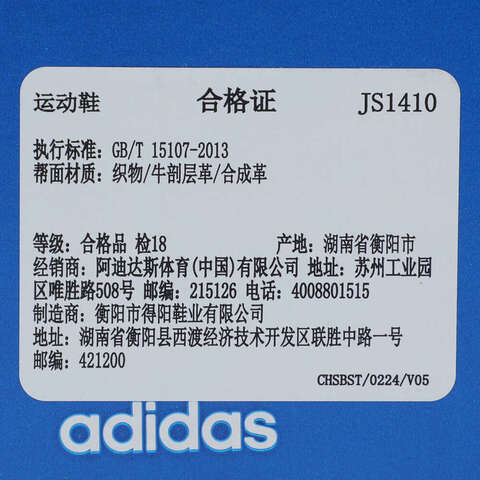 运动鞋 合格证 JS1410
执行标准: GB/T 15107-2013
帮面材质: 织物/牛剖层革/合成革
等级: 合格品 检18 产地: 湖南省衡阳市
经销商: 阿迪达斯体育(中国)有限公司 地址: 苏州工业园
区唯胜路508号 邮编: 215126 电话: 4008801515
制造商: 衡阳市得阳鞋业有限公司
地址: 湖南省衡阳县西渡经济技术开发区联胜中路一号
邮编: 421200
CHSBST/0224/V05
adidas